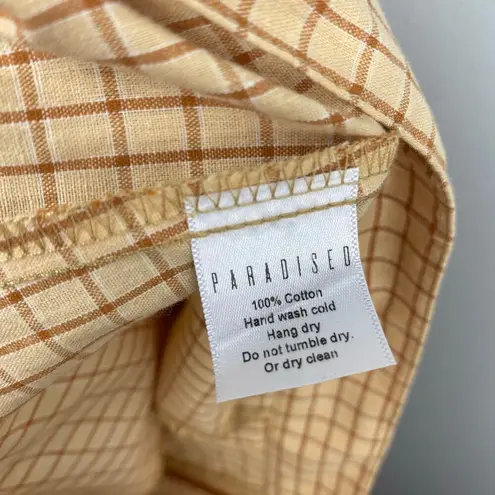 PARADISED
100% Cotton
Hand wash cold
Hang dry
Do not tumble dry.
Or dry clean